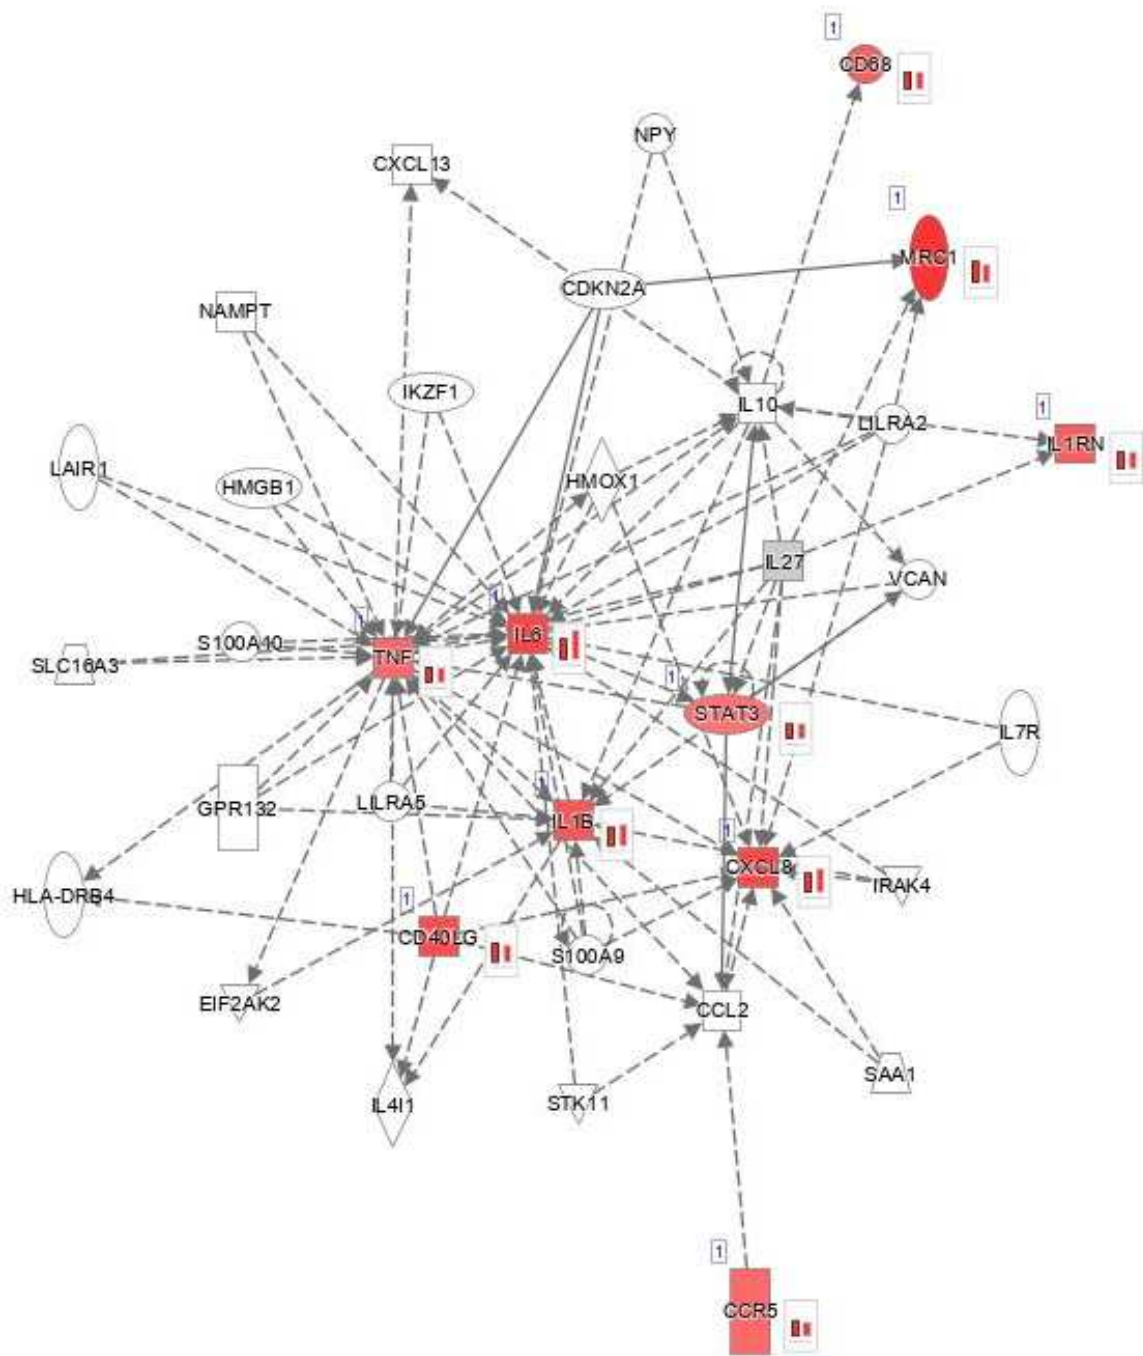 1
CD68
NPY
CXCL13
1
MRC1
CDKN2A
NAMPT
IKZF1
IL10
LILRA2
1
IL1RN
LAIR1
HMGB1
HMOX1
IL27
VCAN
1
IL6
1
S100A40
TNF
SLC16A3
1
STAT3
IL7R
GPR132
LILRA5
1
IL1B
1
CXCL8
IRAK4
HLA-DRB4
1
CD40LG
S100A9
EIF2AK2
CCL2
SAA1
IL4I1
STK11
1
CCR5